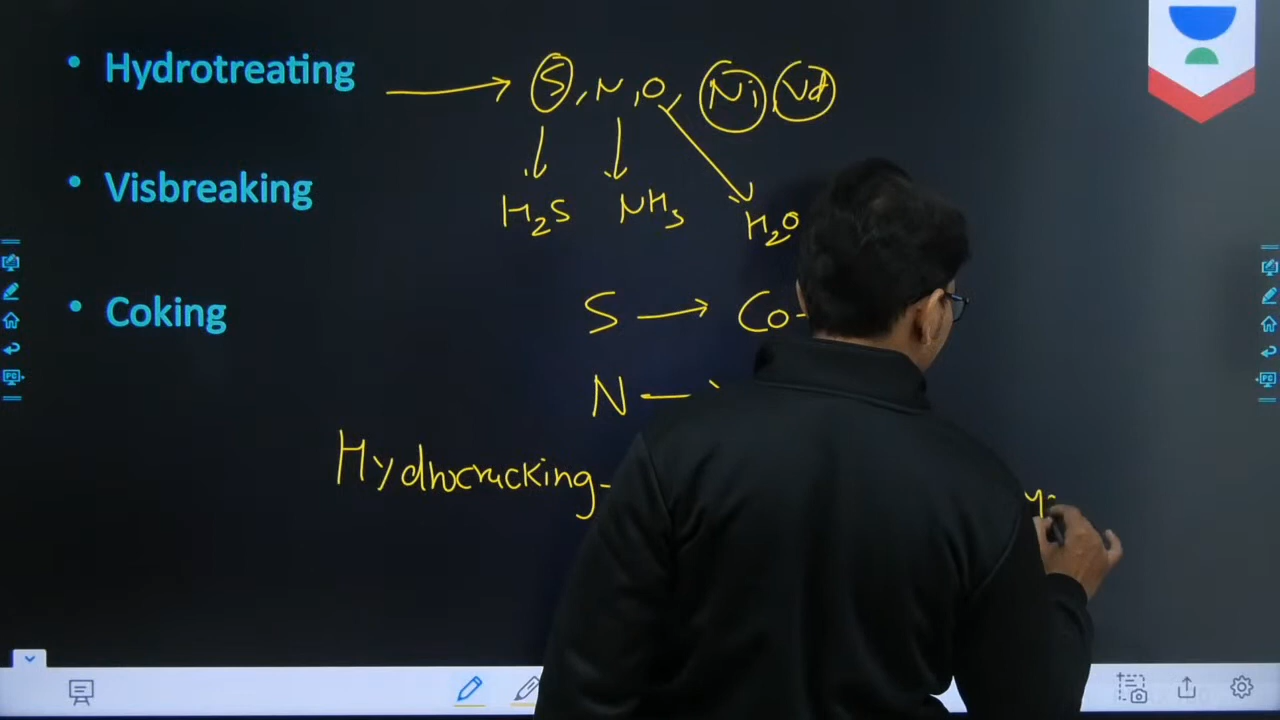 • Hydrotreating → S, N, O, Ni, Vd
H2S NH3 H2O
• Visbreaking
• Coking
S → Co-
N —
Hydrocracking-